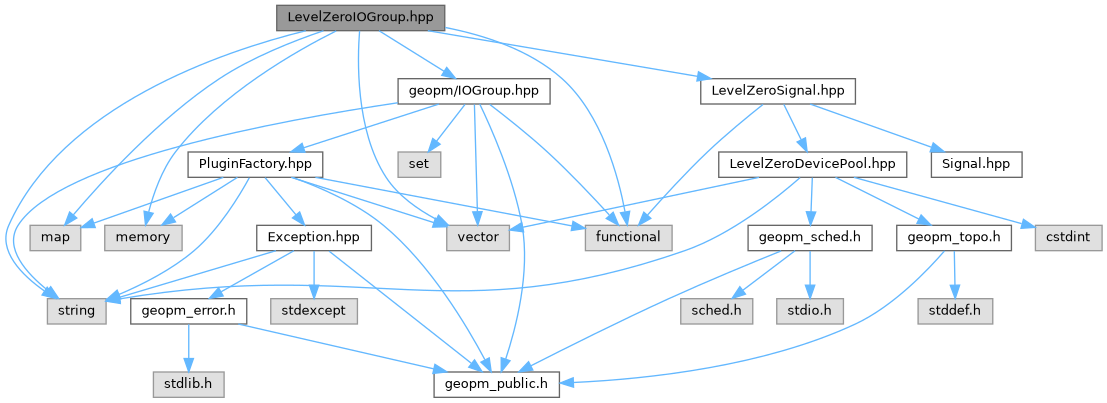 LevelZeroIOGroup.hpp
geopm/IOGroup.hpp
LevelZeroSignal.hpp
PluginFactory.hpp
set
LevelZeroDevicePool.hpp
Signal.hpp
map
memory
Exception.hpp
vector
functional
geopm_sched.h
geopm_topo.h
cstdint
string
geopm_error.h
stdexcept
sched.h
stdio.h
stddef.h
stdlib.h
geopm_public.h